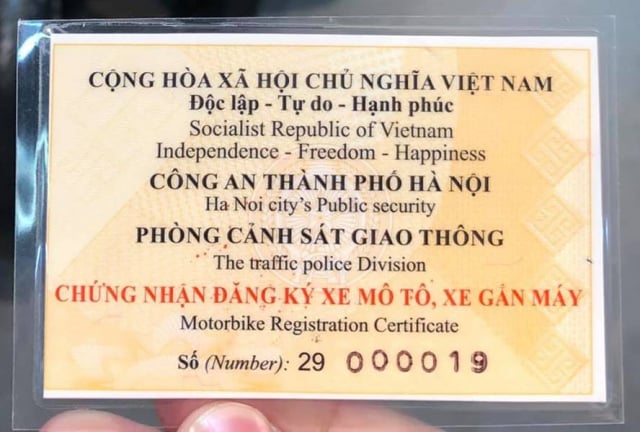 CỘNG HÒA XÃ HỘI CHỦ NGHĨA VIỆT NAM
Độc lập - Tự do - Hạnh phúc
Socialist Republic of Vietnam
Independence - Freedom - Happiness
CÔNG AN THÀNH PHỐ HÀ NỘI
Ha Noi city's Public security
PHÒNG CẢNH SÁT GIAO THÔNG
The traffic police Division
CHỨNG NHẬN ĐĂNG KÝ XE MÔ TÔ, XE GẮN MÁY
Motorbike Registration Certificate
Số (Number): 29 000019